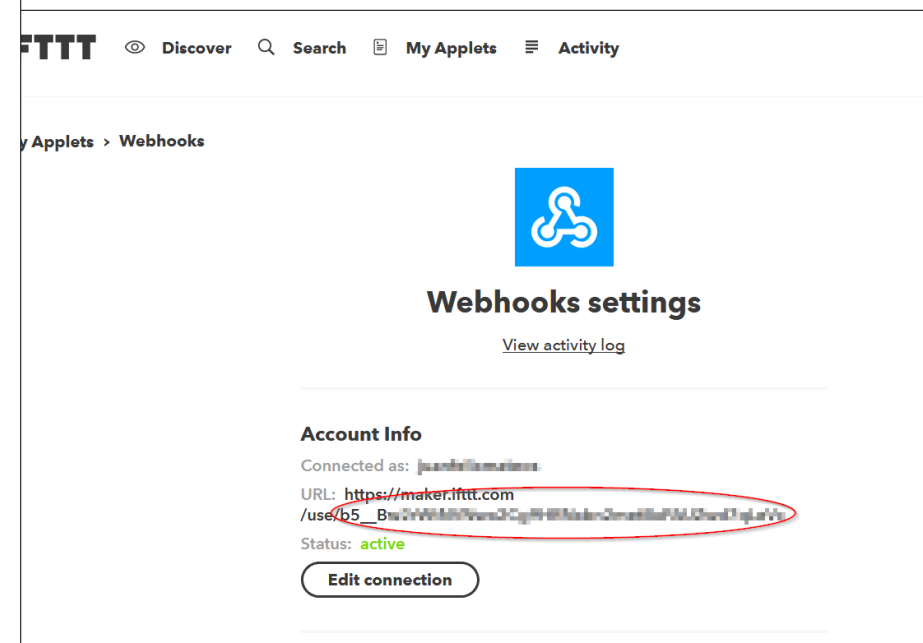 FTTT Discover Search My Applets Activity
y Applets > Webhooks
Webhooks settings
View activity log
Account Info
Connected as:
URL: https://maker.ifttt.com
/use/b5__B
Status: active
Edit connection